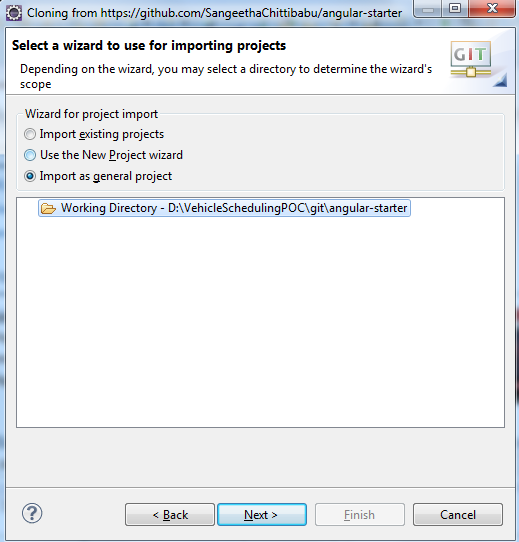 Cloning from https://github.com/SangeethaChittibabu/angular-starter
Select a wizard to use for importing projects
Depending on the wizard, you may select a directory to determine the wizard's
scope
GIT
Wizard for project import
Import existing projects
Use the New Project wizard
Import as general project
Working Directory - D:\VehicleSchedulingPOC\git\angular-starter
?
< Back
Next >
Finish
Cancel